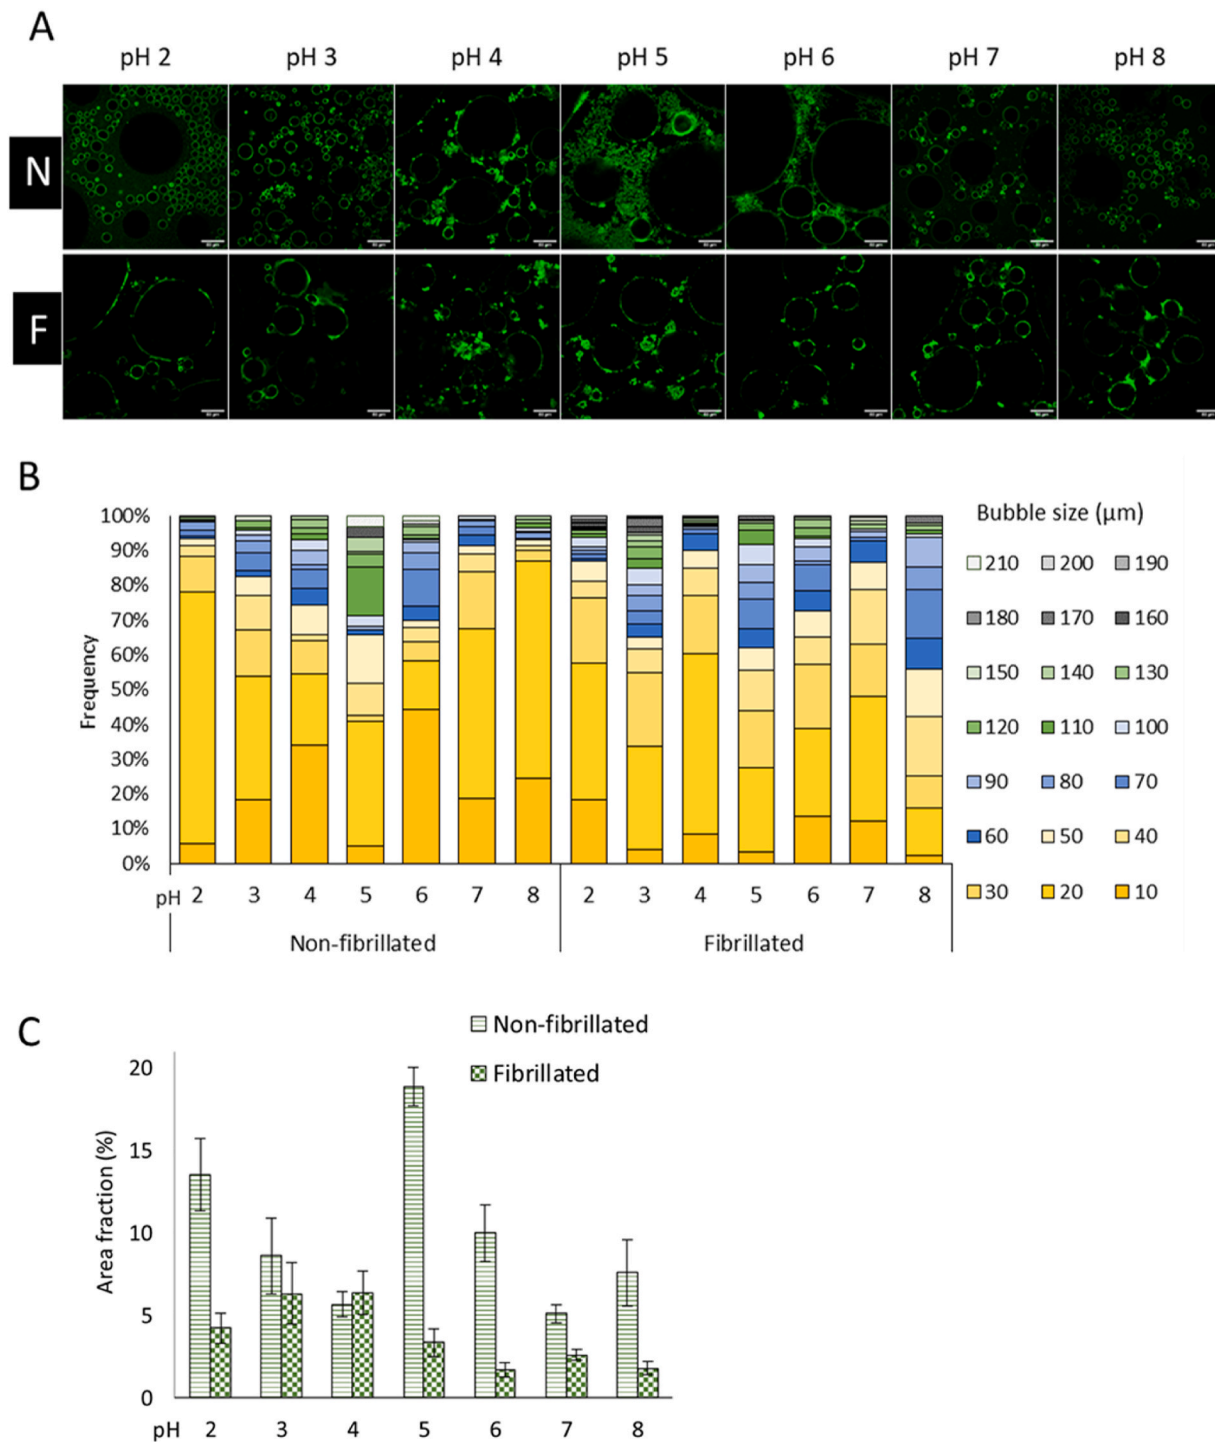 A
pH 2 pH 3 pH 4 pH 5 pH 6 pH 7 pH 8
N
F
B
Bubble size (µm)
100%
90%
80%
70%
60%
50%
40%
30%
20%
10%
0%
Frequency
210 200 190
180 170 160
150 140 130
120 110 100
90 80 70
60 50 40
30 20 10
pH 2 3 4 5 6 7 8 2 3 4 5 6 7 8
Non-fibrillated Fibrillated
C
Non-fibrillated
Fibrillated
20
15
10
5
0
Area fraction (%)
pH 2 3 4 5 6 7 8